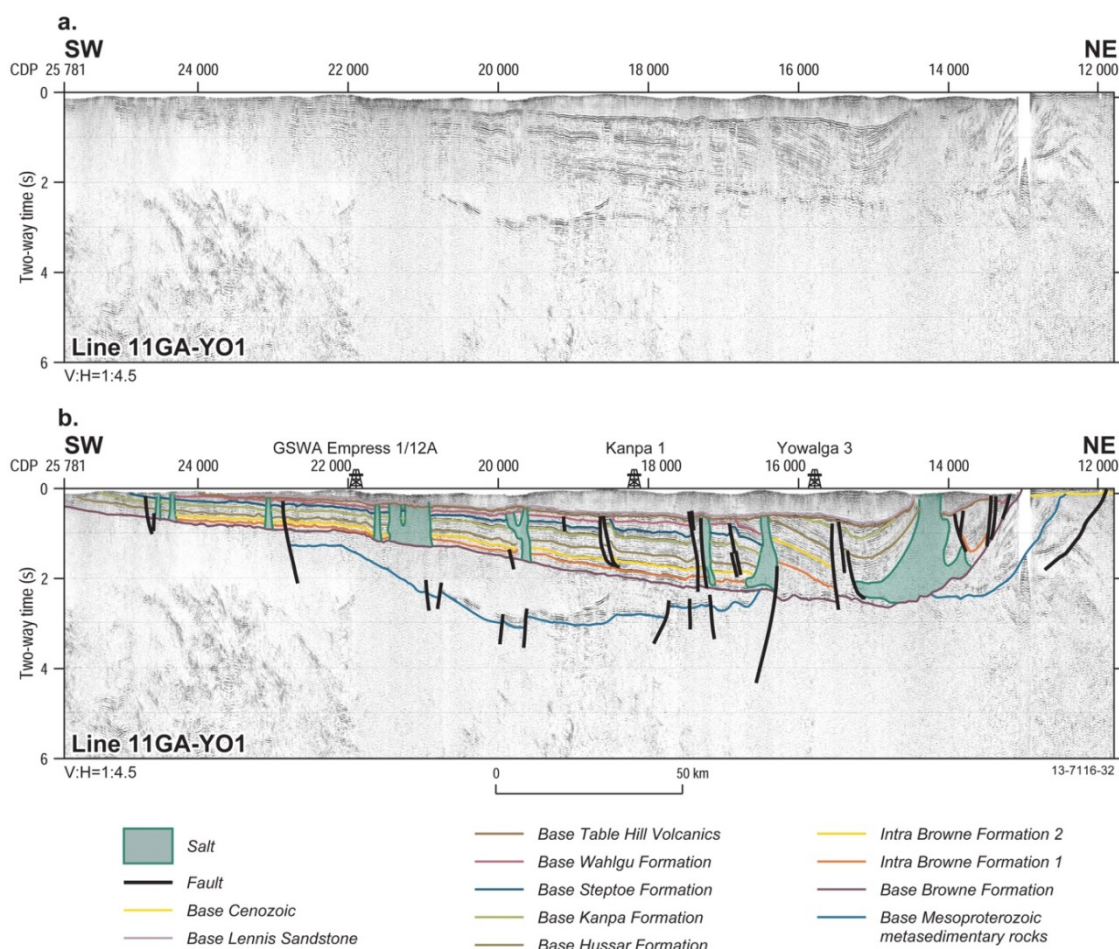 a.
SW NE
CDP 25 781 24 000 22 000 20 000 18 000 16 000 14 000 12 000
0
2
4
6
Two-way time (s)
Line 11GA-YO1
V:H=1:4.5
b.
SW GSWA Empress 1/12A Kanpa 1 Yowalga 3 NE
CDP 25 781 24 000 22 000 20 000 18 000 16 000 14 000 12 000
0
2
4
6
Two-way time (s)
Line 11GA-YO1
V:H=1:4.5
13-7116-32
0 50 km
Salt
Fault
Base Cenozoic
Base Lennis Sandstone
Base Table Hill Volcanics
Base Wahlgu Formation
Base Steptoe Formation
Base Kanpa Formation
Base Hussar Formation
Intra Browne Formation 2
Intra Browne Formation 1
Base Browne Formation
Base Mesoproterozoic
metasedimentary rocks